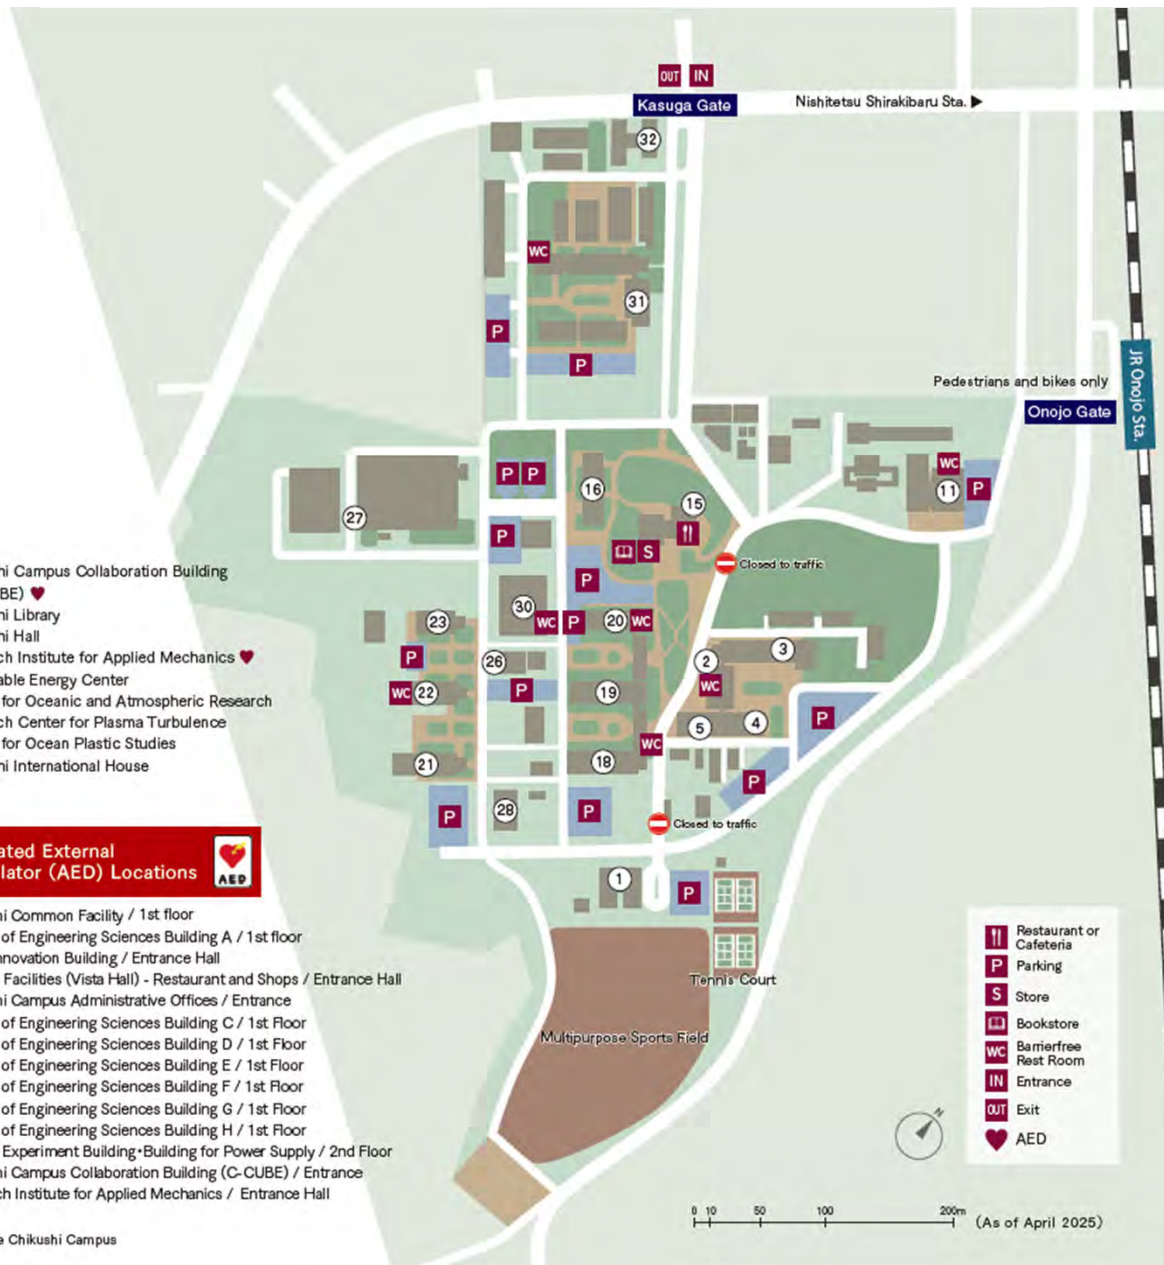 OUT IN
Kasuga Gate
Nishitetsu Shirakibaru Sta. ▶
32
WC
31
P
P
JR Onojo Sta.
Pedestrians and bikes only
Onojo Gate
WC
11
P
P P
16
15
27
P
S
Closed to traffic
P
30
WC
P
20
WC
23
P
26
2
3
WC
22
P
19
WC
P
5
4
WC
21
18
P
P
28
P
Closed to traffic
1
P
Tennis Court
Multipurpose Sports Field
ni Campus Collaboration Building
BE) ♥
ni Library
ni Hall
ch Institute for Applied Mechanics ♥
able Energy Center
for Oceanic and Atmospheric Research
ch Center for Plasma Turbulence
for Ocean Plastic Studies
ni International House
ated External
llator (AED) Locations
AED
ni Common Facility / 1st floor
of Engineering Sciences Building A / 1st floor
nnovation Building / Entrance Hall
Facilities (Vista Hall) - Restaurant and Shops / Entrance Hall
ni Campus Administrative Offices / Entrance
of Engineering Sciences Building C / 1st Floor
of Engineering Sciences Building D / 1st Floor
of Engineering Sciences Building E / 1st Floor
of Engineering Sciences Building F / 1st Floor
of Engineering Sciences Building G / 1st Floor
of Engineering Sciences Building H / 1st Floor
Experiment Building・Building for Power Supply / 2nd Floor
ni Campus Collaboration Building (C-CUBE) / Entrance
ch Institute for Applied Mechanics / Entrance Hall
e Chikushi Campus
Restaurant or
Cafeteria
P Parking
S Store
Bookstore
WC Barrierfree
Rest Room
IN Entrance
OUT Exit
♥ AED
N
0 10 50 100 200m
(As of April 2025)